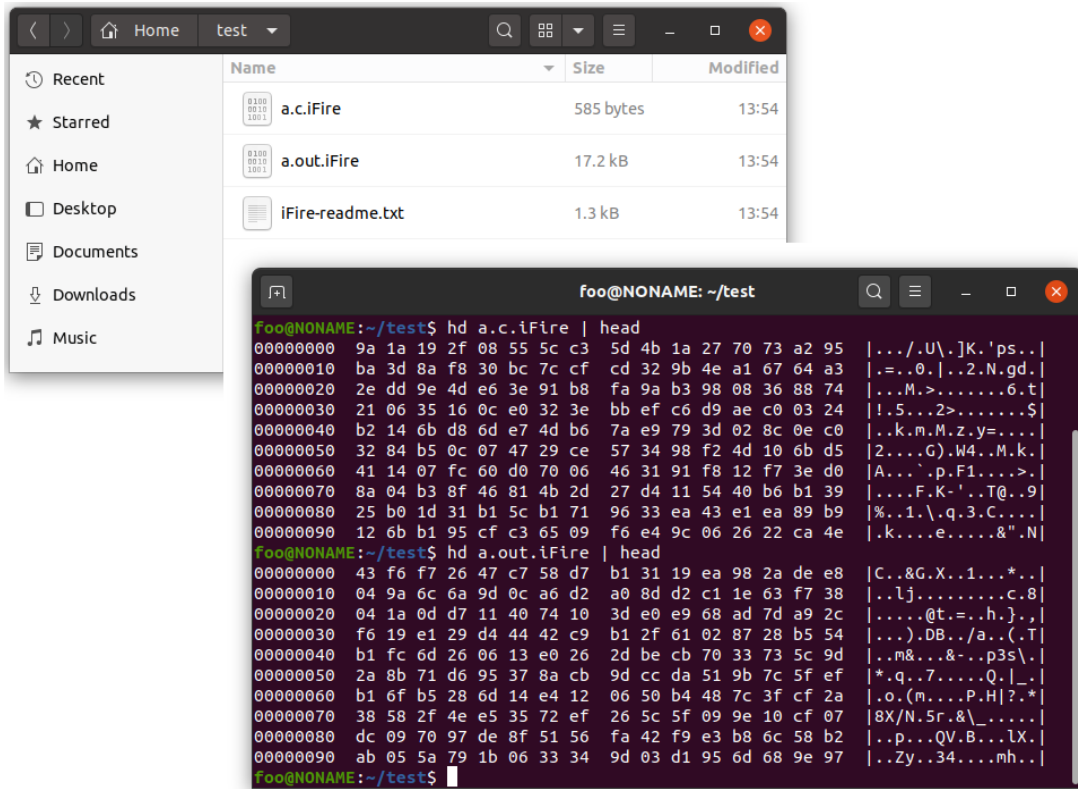 Home test
Name Size Modified
Recent
Starred
Home
Desktop
Documents
Downloads
Music
0100
0010
1001
a.c.iFire 585 bytes 13:54
0100
0010
1001
a.out.iFire 17.2 kB 13:54
iFire-readme.txt 1.3 kB 13:54
foo@NONAME: ~/test
foo@NONAME:~/test$ hd a.c.iFire | head
00000000  9a 1a 19 2f 08 55 5c c3  5d 4b 1a 27 70 73 a2 95  |.../.U\.]K.'ps..|
00000010  ba 3d 8a f8 30 bc 7c cf  cd 32 9b 4e a1 67 64 a3  |.=..0.|..2.N.gd.|
00000020  2e dd 9e 4d e6 3e 91 b8  fa 9a b3 98 08 36 88 74  |...M.>.......6.t|
00000030  21 06 35 16 0c e0 32 3e  bb ef c6 d9 ae c0 03 24  |!.5...2>.......$|
00000040  b2 14 6b d8 6d e7 4d b6  7a e9 79 3d 02 8c 0e c0  |..k.m.M.z.y=....|
00000050  32 84 b5 0c 07 47 29 ce  57 34 98 f2 4d 10 6b d5  |2....G).W4..M.k.|
00000060  41 14 07 fc 60 d0 70 06  46 31 91 f8 12 f7 3e d0  |A...`.p.F1....>.|
00000070  8a 04 b3 8f 46 81 4b 2d  27 d4 11 54 40 b6 b1 39  |....F.K-'..T@..9|
00000080  25 b0 1d 31 b1 5c b1 71  96 33 ea 43 e1 ea 89 b9  |%..1.\.q.3.C....|
00000090  12 6b b1 95 cf c3 65 09  f6 e4 9c 06 26 22 ca 4e  |.k....e.....&".N|
foo@NONAME:~/test$ hd a.out.iFire | head
00000000  43 f6 f7 26 47 c7 58 d7  b1 31 19 ea 98 2a de e8  |C..&G.X..1...*..|
00000010  04 9a 6c 6a 9d 0c a6 d2  a0 8d d2 c1 1e 63 f7 38  |..lj.........c.8|
00000020  04 1a 0d d7 11 40 74 10  3d e0 e9 68 ad 7d a9 2c  |.....@t.=..h.}.,|
00000030  f6 19 e1 29 d4 44 42 c9  b1 2f 61 02 87 28 b5 54  |...).DB../a..(.T|
00000040  b1 fc 6d 26 06 13 e0 26  2d be cb 70 33 73 5c 9d  |..m&...&-..p3s\.|
00000050  2a 8b 71 d6 95 37 8a cb  9d cc da 51 9b 7c 5f ef  |*.q..7.....Q.|_.|
00000060  b1 6f b5 28 6d 14 e4 12  06 50 b4 48 7c 3f cf 2a  |.o.(m....P.H|?.*|
00000070  38 58 2f 4e e5 35 72 ef  26 5c 5f 09 9e 10 cf 07  |8X/N.5r.&\_.....|
00000080  dc 09 70 97 de 8f 51 56  fa 42 f9 e3 b8 6c 58 b2  |..p...QV.B...lX.|
00000090  ab 05 5a 79 1b 06 33 34  9d 03 d1 95 6d 68 9e 97  |..Zy..34....mh..|
foo@NONAME:~/test$